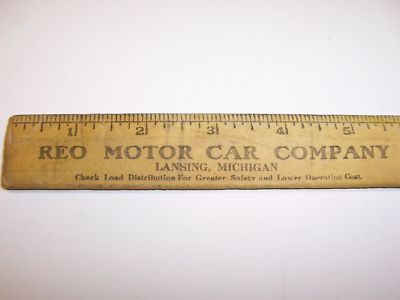 1 2 3 4 5
REO MOTOR CAR COMPANY
LANSING, MICHIGAN
Check Load Distribution For Greater Safety and Lower Operating Cost.